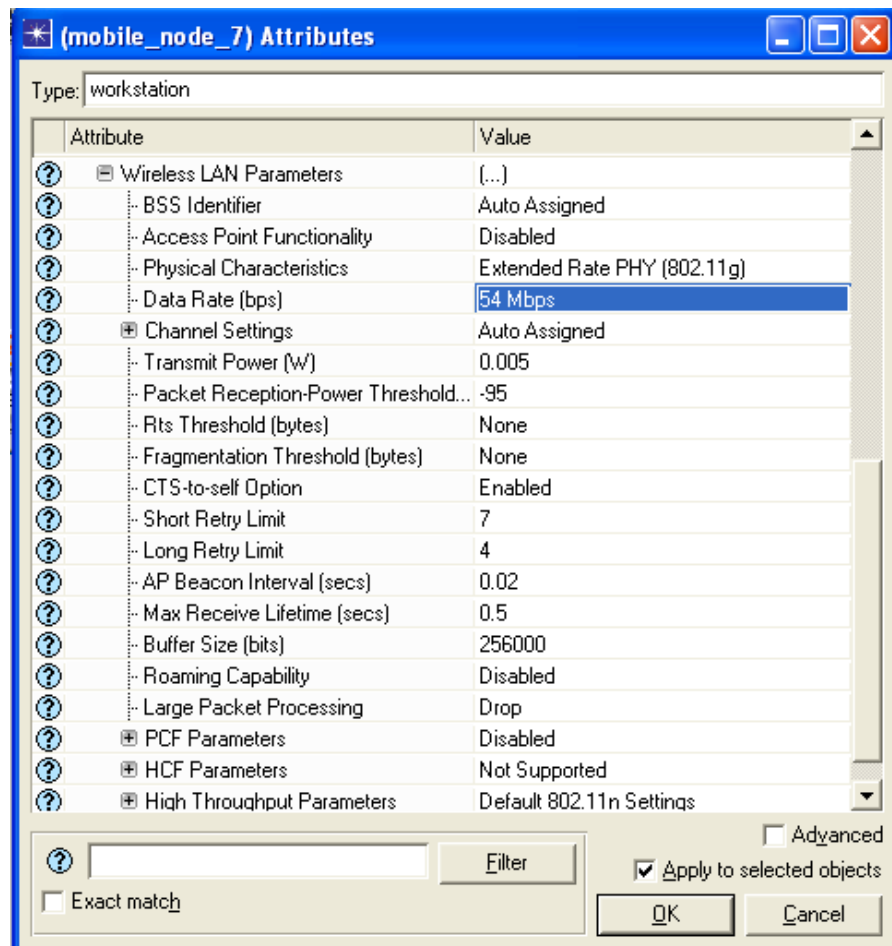 (mobile_node_7) Attributes
Type: workstation
Attribute Value
Wireless LAN Parameters (...)
BSS Identifier Auto Assigned
Access Point Functionality Disabled
Physical Characteristics Extended Rate PHY (802.11g)
Data Rate (bps) 54 Mbps
Channel Settings Auto Assigned
Transmit Power (W) 0.005
Packet Reception-Power Threshold... -95
Rts Threshold (bytes) None
Fragmentation Threshold (bytes) None
CTS-to-self Option Enabled
Short Retry Limit 7
Long Retry Limit 4
AP Beacon Interval (secs) 0.02
Max Receive Lifetime (secs) 0.5
Buffer Size (bits) 256000
Roaming Capability Disabled
Large Packet Processing Drop
PCF Parameters Disabled
HCF Parameters Not Supported
High Throughput Parameters Default 802.11n Settings
Advanced
Filter
Apply to selected objects
Exact match
OK Cancel